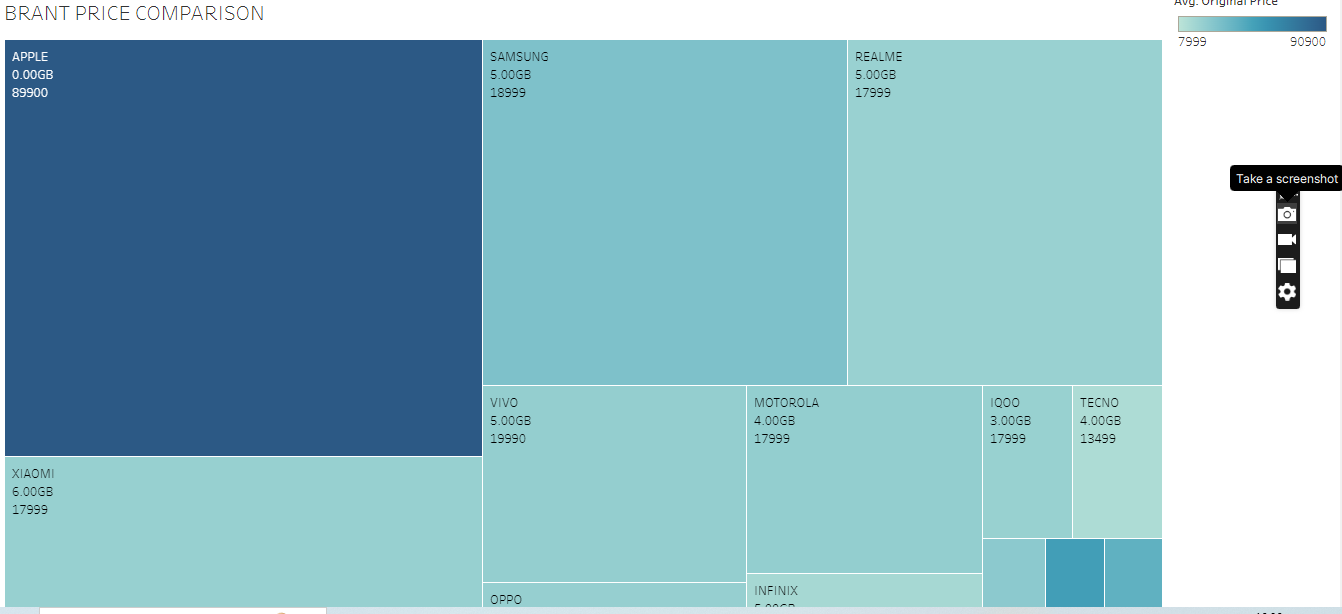 BRANT PRICE COMPARISON
Avg. Original Price
7999 90900
APPLE
0.00GB
89900
SAMSUNG
5.00GB
18999
REALME
5.00GB
17999
Take a screenshot
VIVO
5.00GB
19990
MOTOROLA
4.00GB
17999
IQOO
3.00GB
17999
TECNO
4.00GB
13499
XIAOMI
6.00GB
17999
OPPO
INFINIX
5.00GB